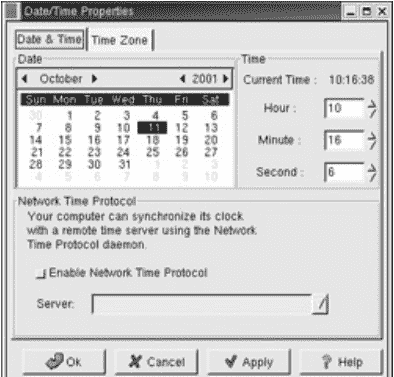 Date/Time Properties
Date & Time Time Zone
Date
October 2001
Sun Mon Tue Wed Thu Fri Sat
30 1 2 3 4 5 6
7 8 9 10 11 12 13
14 15 16 17 18 19 20
21 22 23 24 25 26 27
28 29 30 31 1 2 3
4 5 6 7 8 9 10
Time
Current Time : 10:16:38
Hour : 10
Minute : 16
Second : 6
Network Time Protocol
Your computer can synchronize its clock
with a remote time server using the Network
Time Protocol daemon.
Enable Network Time Protocol
Server:
Ok Cancel Apply Help